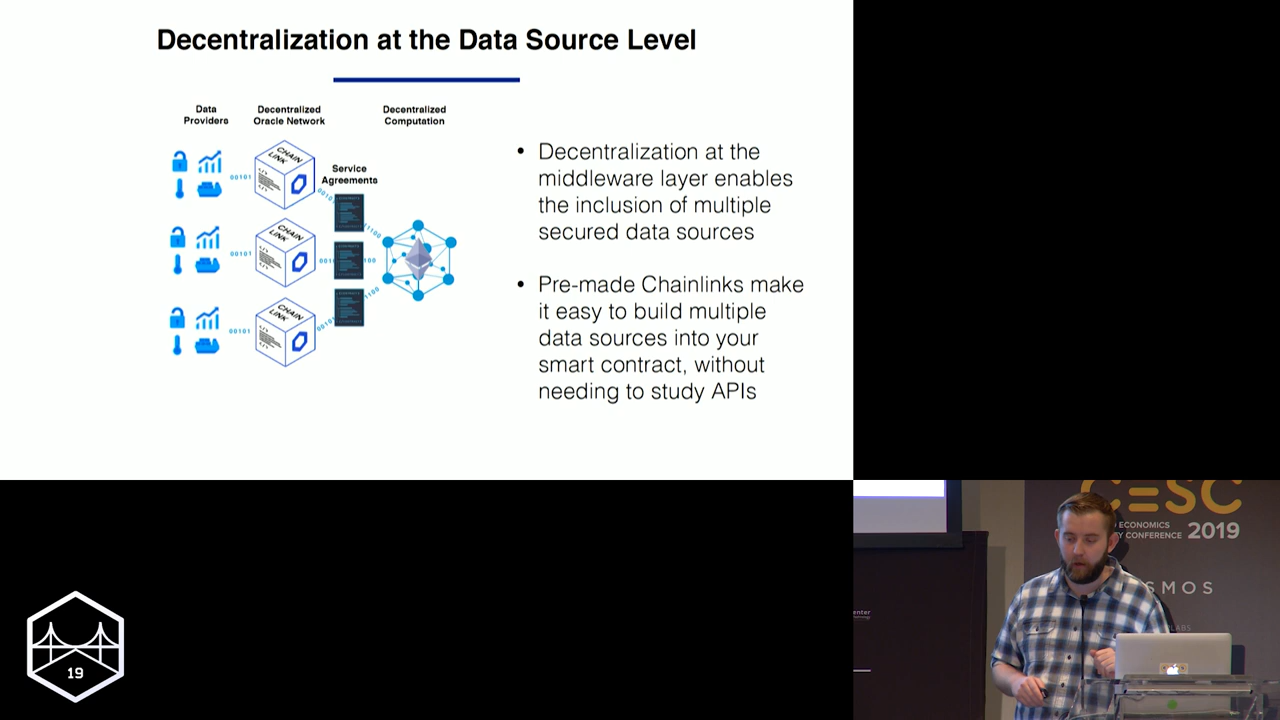 Decentralization at the Data Source Level
Data
Providers
Decentralized
Oracle Network
Decentralized
Computation
Service
Agreements
CHAIN
LINK
00101
CHAIN
LINK
00101
CHAIN
LINK
00101
• Decentralization at the
middleware layer enables
the inclusion of multiple
secured data sources
• Pre-made Chainlinks make
it easy to build multiple
data sources into your
smart contract, without
needing to study APIs
CESC
ECONOMICS
Y CONFERENCE 2019
SMOS
LABS
19